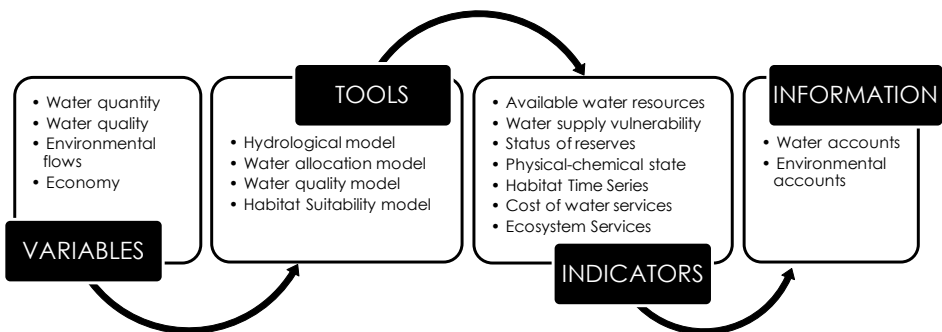 • Water quantity
• Water quality
• Environmental
flows
• Economy
VARIABLES
TOOLS
• Hydrological model
• Water allocation model
• Water quality model
• Habitat Suitability model
• Available water resources
• Water supply vulnerability
• Status of reserves
• Physical-chemical state
• Habitat Time Series
• Cost of water services
• Ecosystem Services
INDICATORS
INFORMATION
• Water accounts
• Environmental
accounts